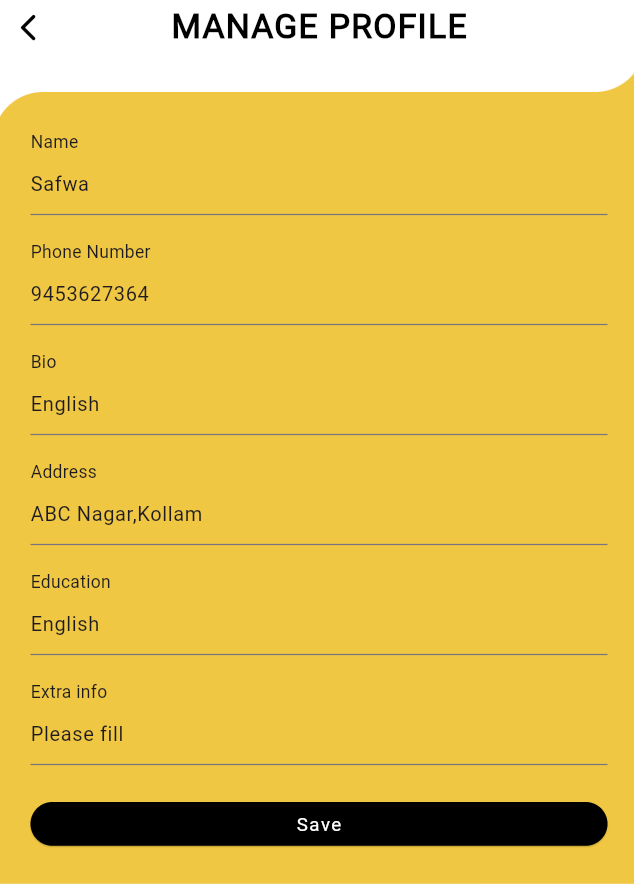 MANAGE PROFILE
Name
Safwa
Phone Number
9453627364
Bio
English
Address
ABC Nagar,Kollam
Education
English
Extra info
Please fill
Save